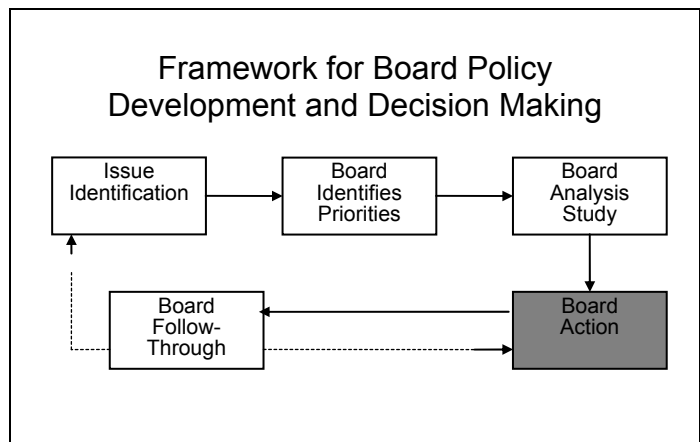 Framework for Board Policy
Development and Decision Making
Issue
Identification
Board
Identifies
Priorities
Board
Analysis
Study
Board
Follow-
Through
Board
Action